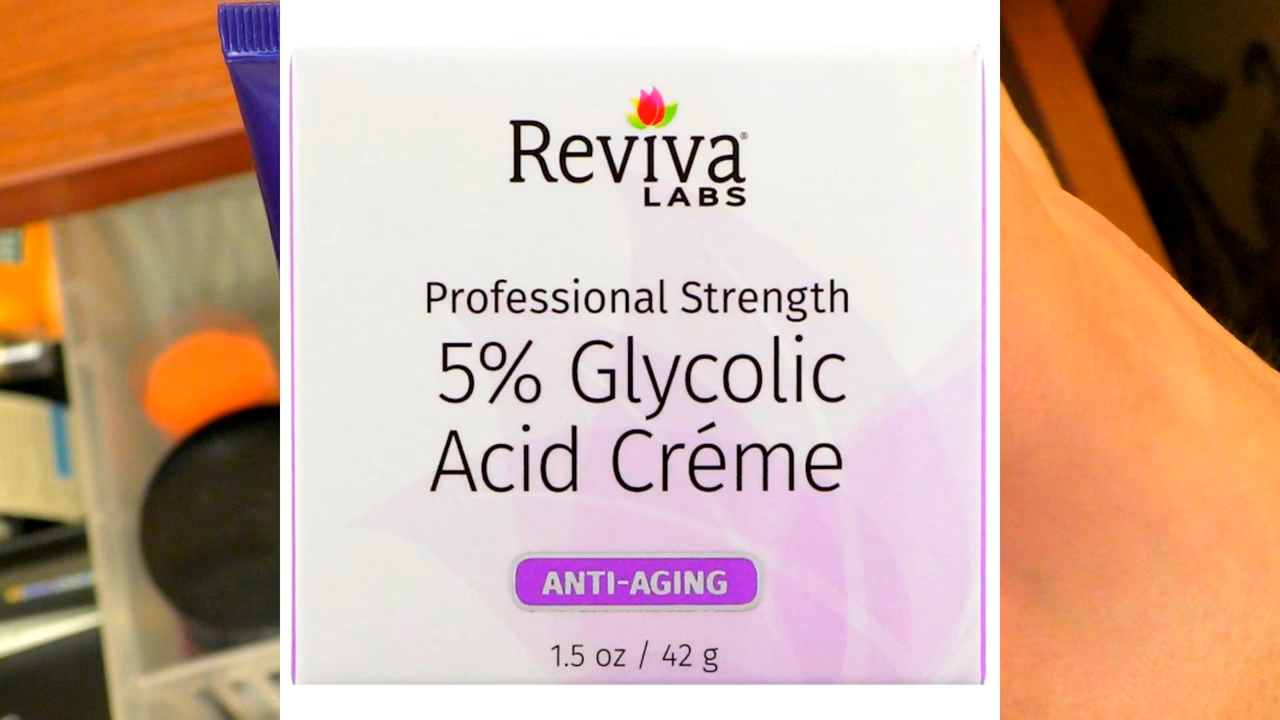 Reviva®
LABS
Professional Strength
5% Glycolic
Acid Créme
ANTI-AGING
1.5 oz / 42 g